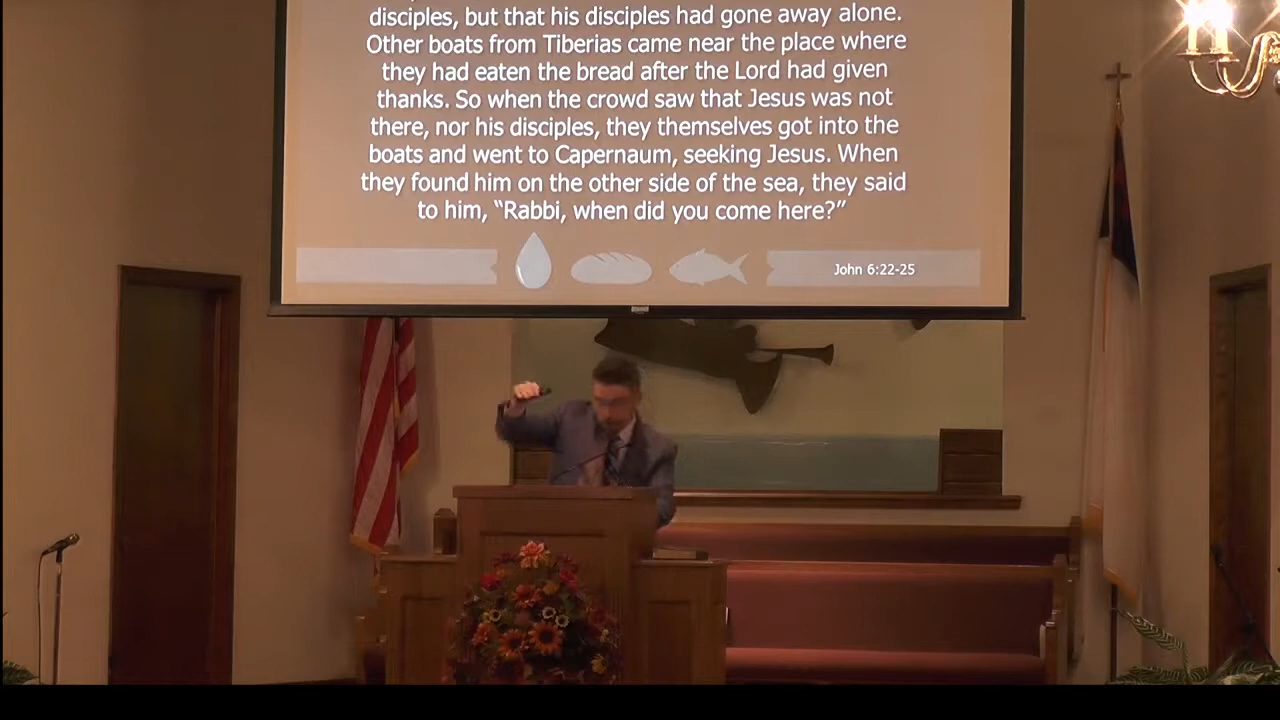 disciples, but that his disciples had gone away alone.
Other boats from Tiberias came near the place where
they had eaten the bread after the Lord had given
thanks. So when the crowd saw that Jesus was not
there, nor his disciples, they themselves got into the
boats and went to Capernaum, seeking Jesus. When
they found him on the other side of the sea, they said
to him, “Rabbi, when did you come here?”
John 6:22-25